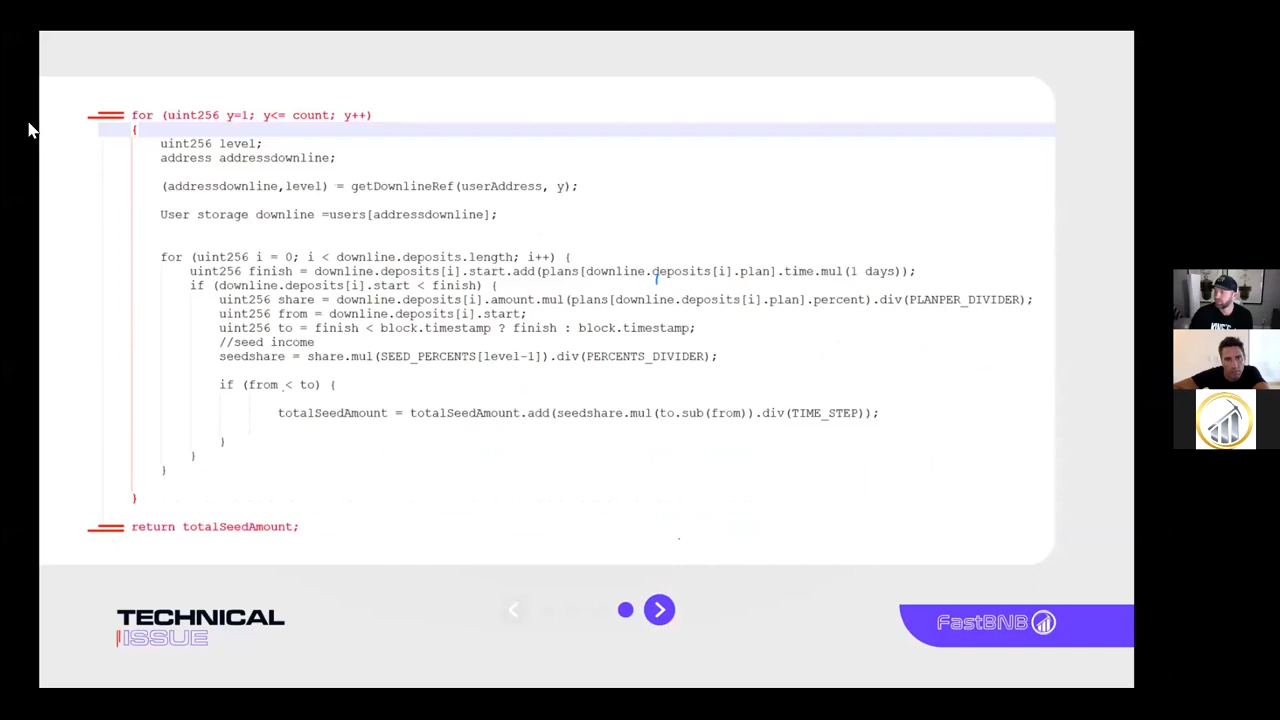 for (uint256 y=1; y<= count; y++)
{
uint256 level;
address addressdownline;
(addressdownline,level) = getDownlineRef(userAddress, y);
User storage downline =users[addressdownline];
for (uint256 i = 0; i < downline.deposits.length; i++) {
uint256 finish = downline.deposits[i].start.add(plans[downline.deposits[i].plan].time.mul(1 days));
if (downline.deposits[i].start < finish) {
uint256 share = downline.deposits[i].amount.mul(plans[downline.deposits[i].plan].percent).div(PLANPER_DIVIDER);
uint256 from = downline.deposits[i].start;
uint256 to = finish < block.timestamp ? finish : block.timestamp;
//seed income
seedshare = share.mul(SEED_PERCENTS[level-1]).div(PERCENTS_DIVIDER);
if (from < to) {
totalSeedAmount = totalSeedAmount.add(seedshare.mul(to.sub(from)).div(TIME_STEP));
}
}
}
}
return totalSeedAmount;
TECHNICAL
ISSUE
FastBNB